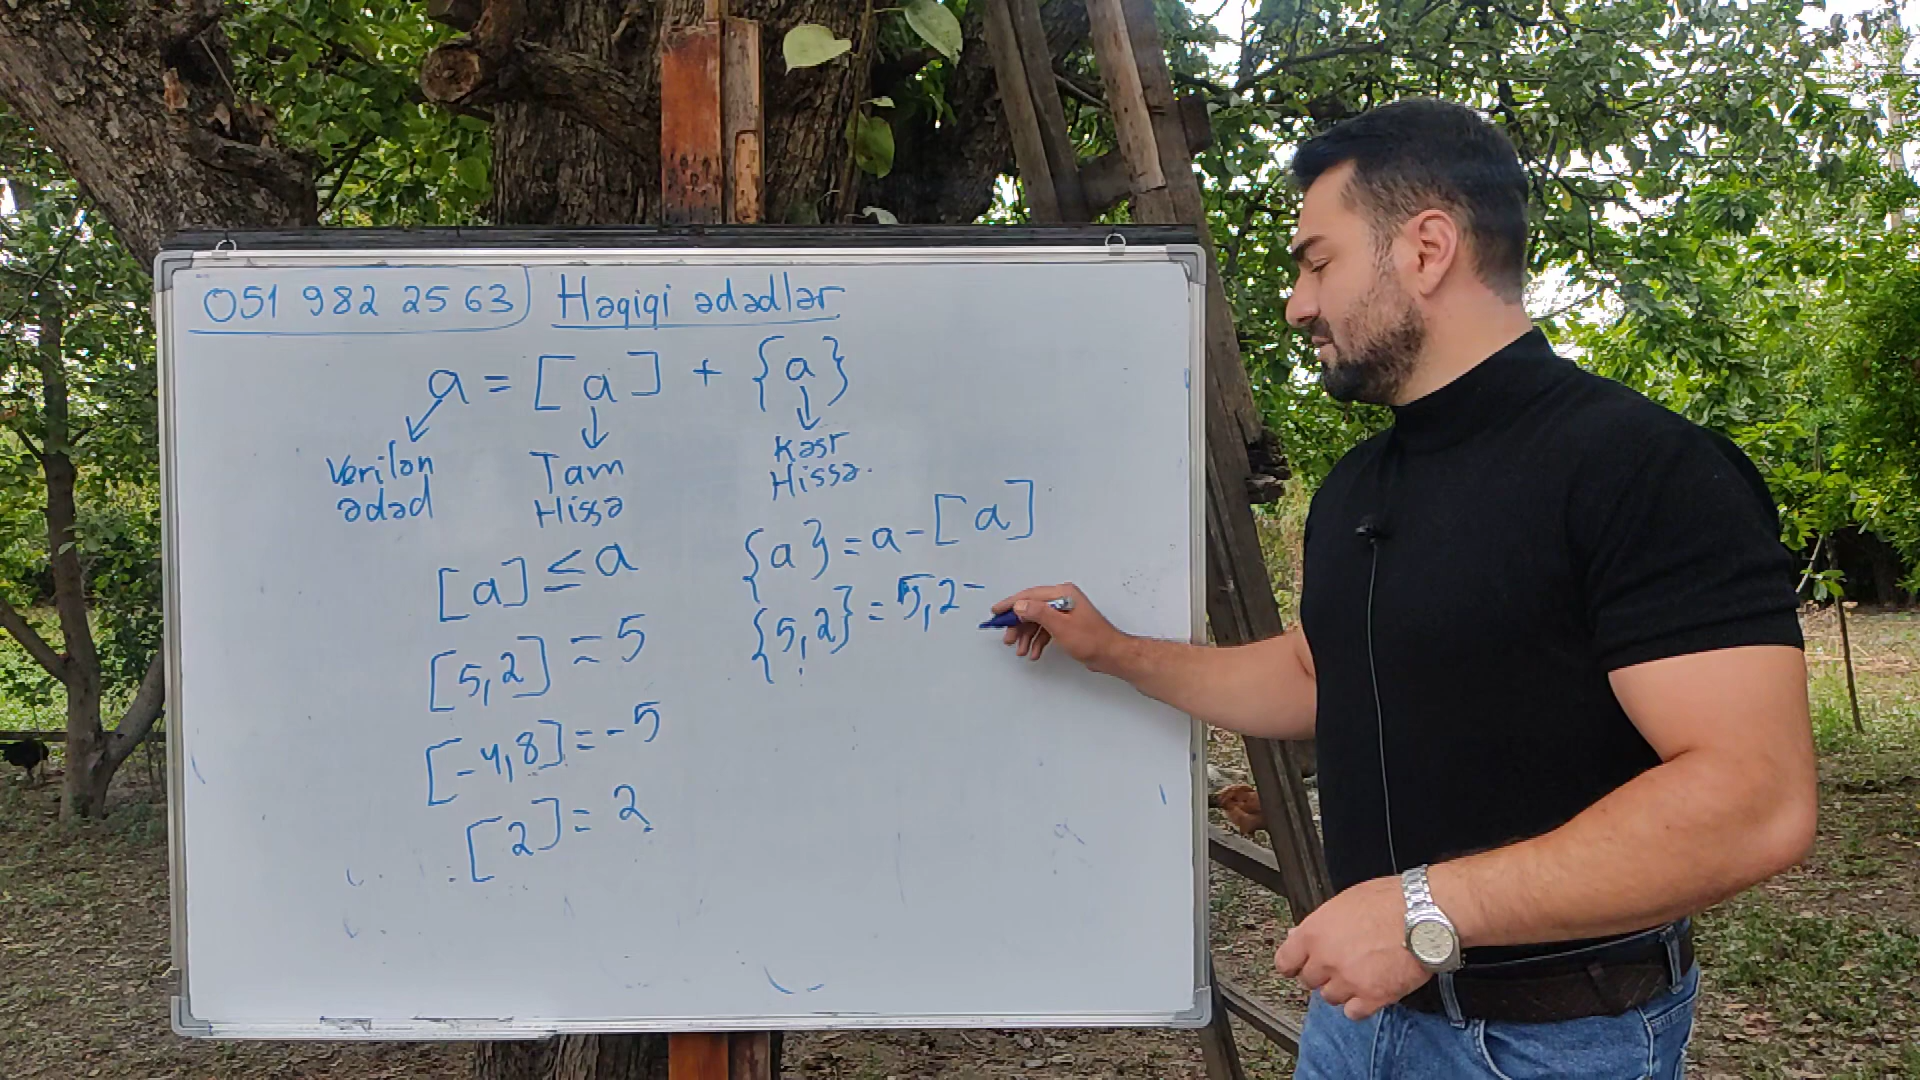 051 982 25 63 Həqiqi ədədlər
a = [a] + {a}
Verilən ədəd
Tam Hissə
Kəsr Hissə.
[a] ≤ a
[5,2] = 5
[-4,8] = -5
[2] = 2
{a} = a - [a]
{5,2} = 5,2 -